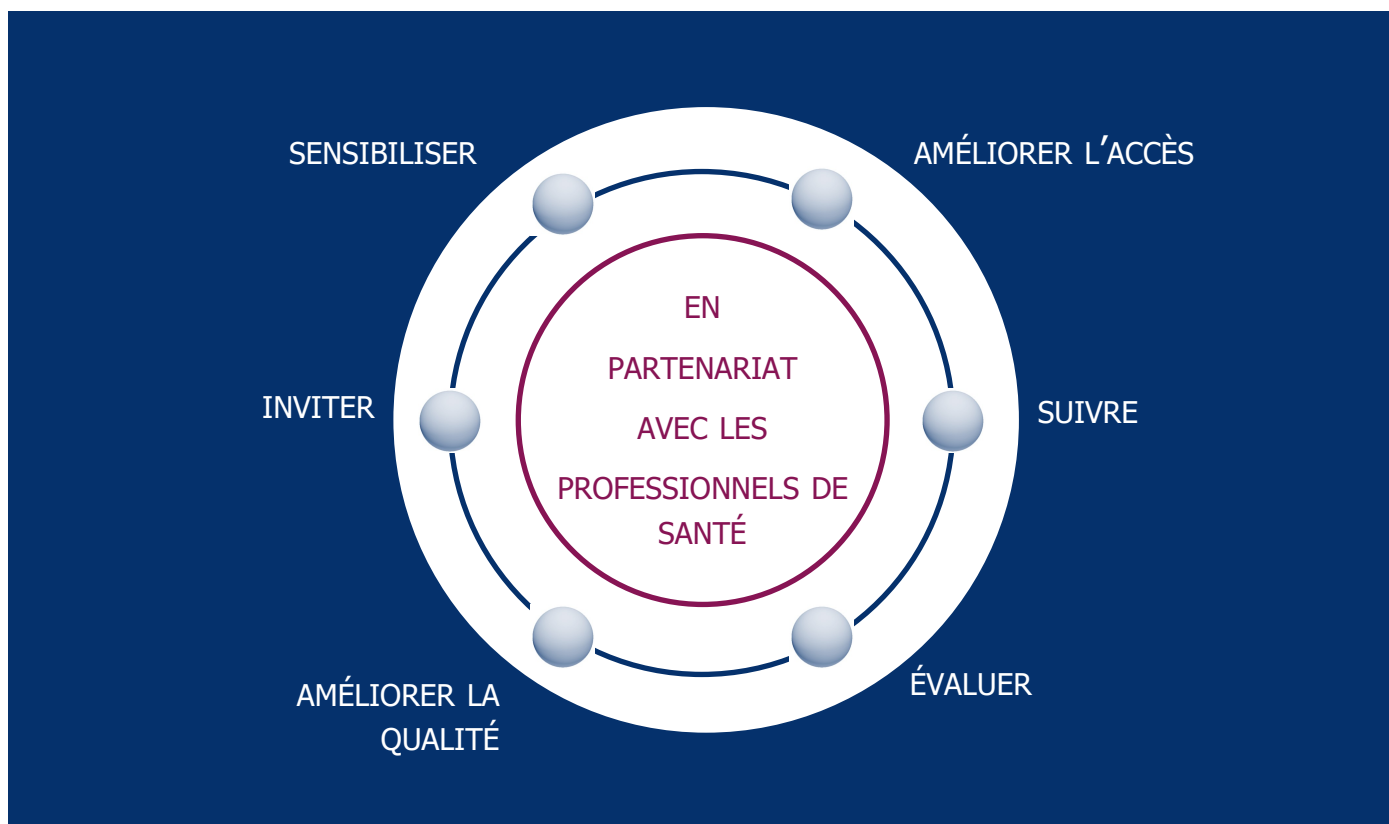 SENSIBILISER
AMÉLIORER L’ACCÈS
EN
PARTENARIAT
AVEC LES
PROFESSIONNELS DE
SANTÉ
INVITER
SUIVRE
AMÉLIORER LA
QUALITÉ
ÉVALUER